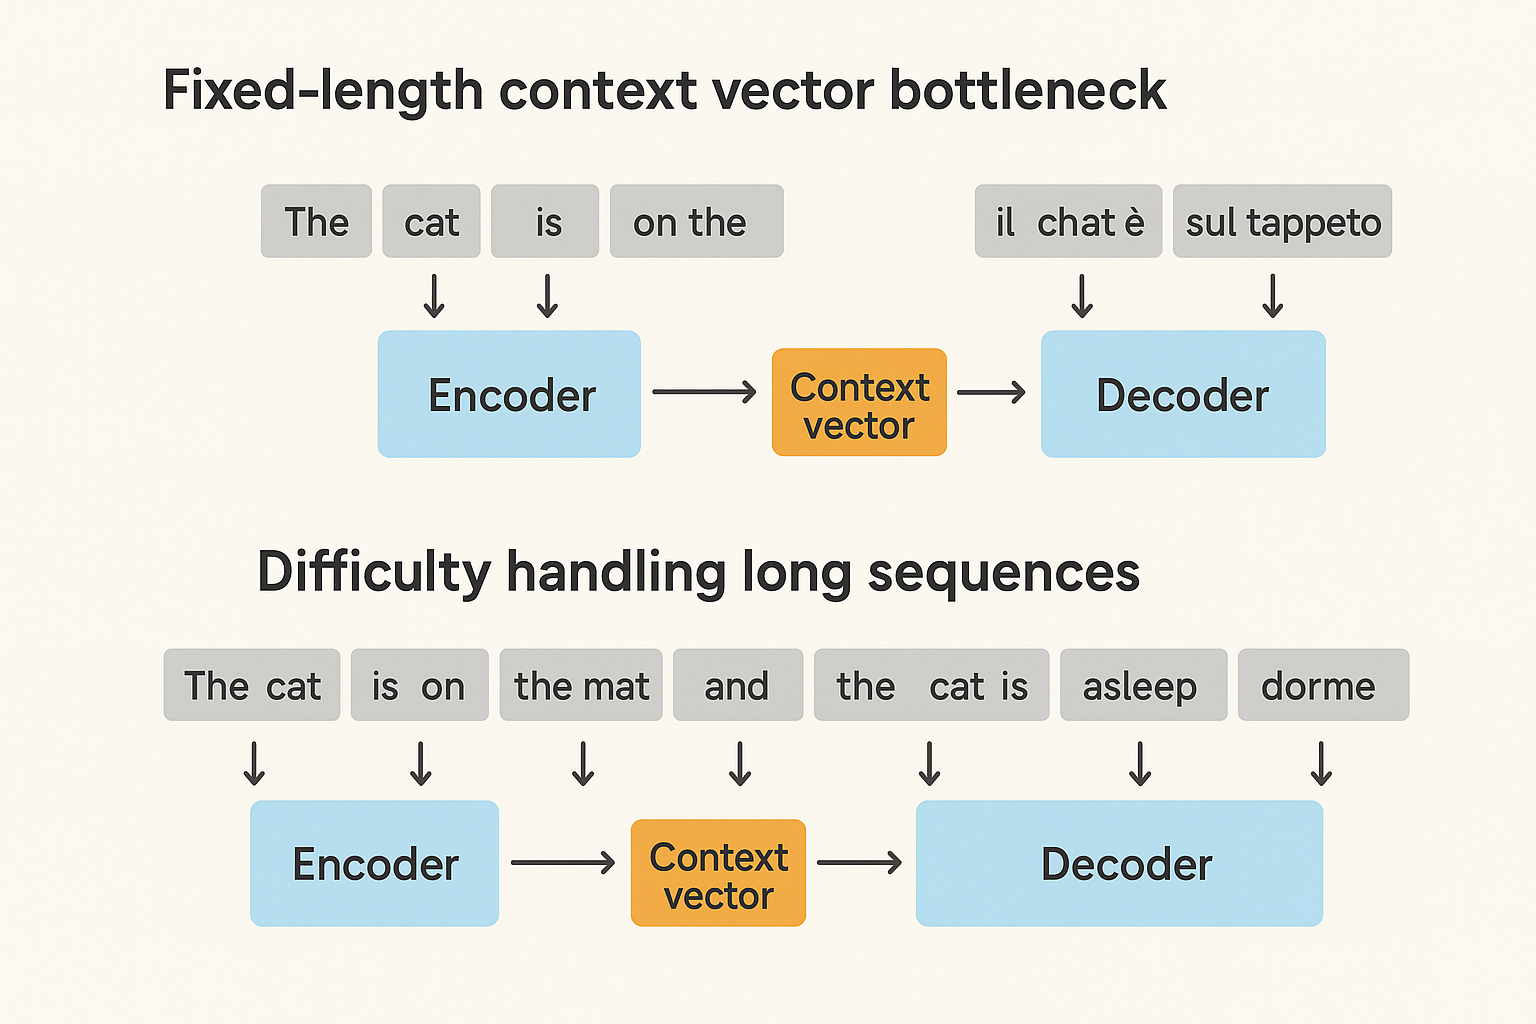 Fixed-length context vector bottleneck
The cat is on the il chat è sul tappeto
Encoder Context vector Decoder
Difficulty handling long sequences
The cat is on the mat and the cat is asleep dorme
Encoder Context vector Decoder